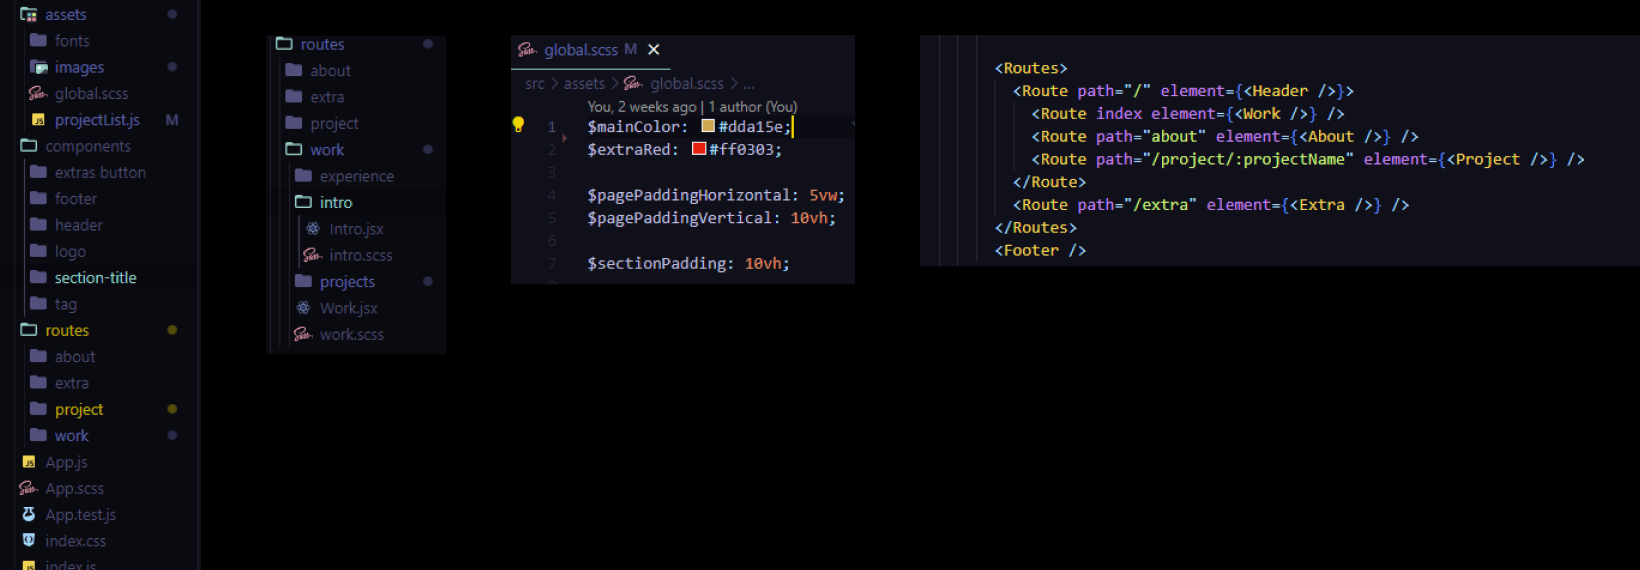 assets
fonts
images
global.scss
projectList.js M
components
extras button
footer
header
logo
section-title
tag
routes
about
extra
project
work
App.js
App.scss
App.test.js
index.css
index.js
routes
about
extra
project
work
experience
intro
Intro.jsx
intro.scss
projects
Work.jsx
work.scss
global.scss M ×
src > assets > global.scss > ...
You, 2 weeks ago | 1 author (You)
1 $mainColor: #dda15e;
2 $extraRed: #ff0303;
3
4 $pagePaddingHorizontal: 5vw;
5 $pagePaddingVertical: 10vh;
6
7 $sectionPadding: 10vh;
<Routes>
<Route path="/" element={<Header />}>
<Route index element={<Work />} />
<Route path="about" element={<About />} />
<Route path="/project/:projectName" element={<Project />} />
</Route>
<Route path="/extra" element={<Extra />} />
</Routes>
<Footer />